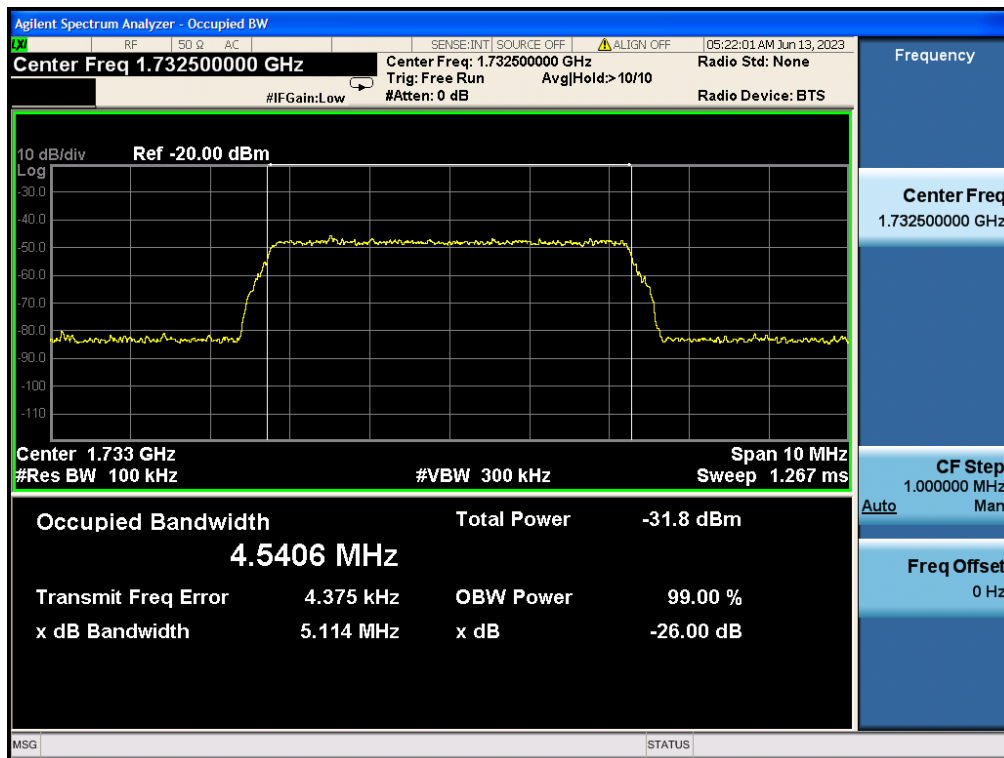 Agilent Spectrum Analyzer - Occupied BW
LXI RF 50 Ω AC SENSE:INT SOURCE OFF ALIGN OFF 05:22:01 AM Jun 13, 2023
Center Freq 1.732500000 GHz
Center Freq: 1.732500000 GHz Radio Std: None
Trig: Free Run Avg|Hold:>10/10
#IFGain:Low #Atten: 0 dB Radio Device: BTS
10 dB/div Ref -20.00 dBm
Log
-30.0
-40.0
-50.0
-60.0
-70.0
-80.0
-90.0
-100
-110
Center 1.733 GHz Span 10 MHz
#Res BW 100 kHz #VBW 300 kHz Sweep 1.267 ms
Occupied Bandwidth Total Power -31.8 dBm
4.5406 MHz
Transmit Freq Error 4.375 kHz OBW Power 99.00 %
x dB Bandwidth 5.114 MHz x dB -26.00 dB
MSG STATUS
Frequency
Center Freq
1.732500000 GHz
CF Step
1.000000 MHz
Auto Man
Freq Offset
0 Hz